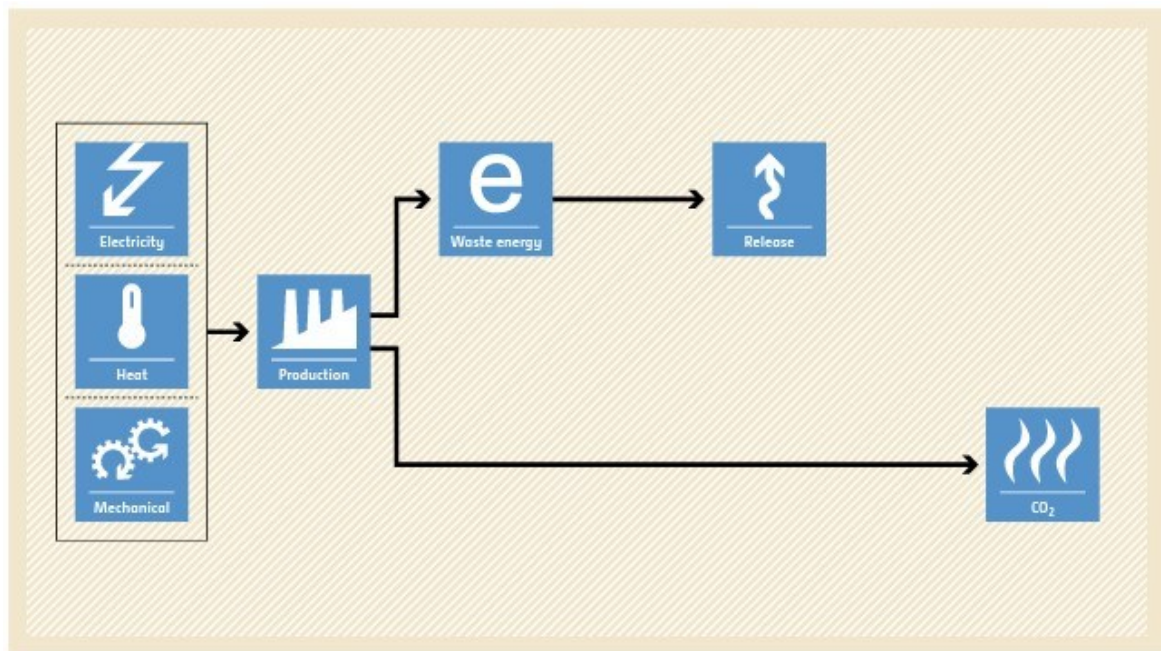 Electricity
Heat
Mechanical
Production
e
Waste energy
Release
CO₂